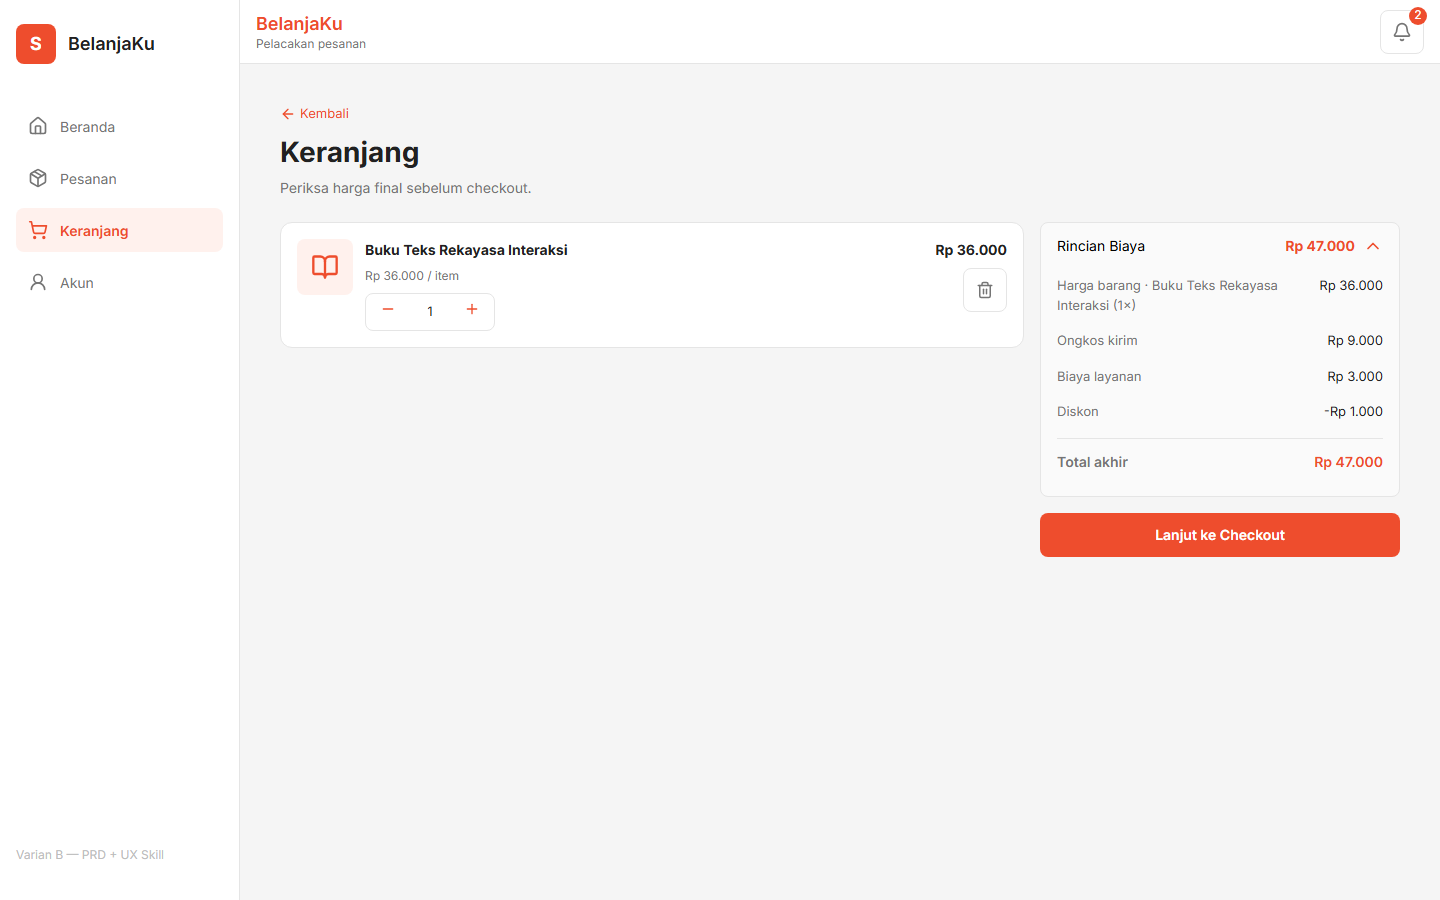 S
BelanjaKu
Beranda
Pesanan
Keranjang
Akun
Varian B — PRD + UX Skill
BelanjaKu
Pelacakan pesanan
2
Kembali
Keranjang
Periksa harga final sebelum checkout.
Buku Teks Rekayasa Interaksi
Rp 36.000
Rp 36.000 / item
− 1 +
Rincian Biaya Rp 47.000
Harga barang · Buku Teks Rekayasa Rp 36.000
Interaksi (1×)
Ongkos kirim Rp 9.000
Biaya layanan Rp 3.000
Diskon -Rp 1.000
Total akhir Rp 47.000
Lanjut ke Checkout